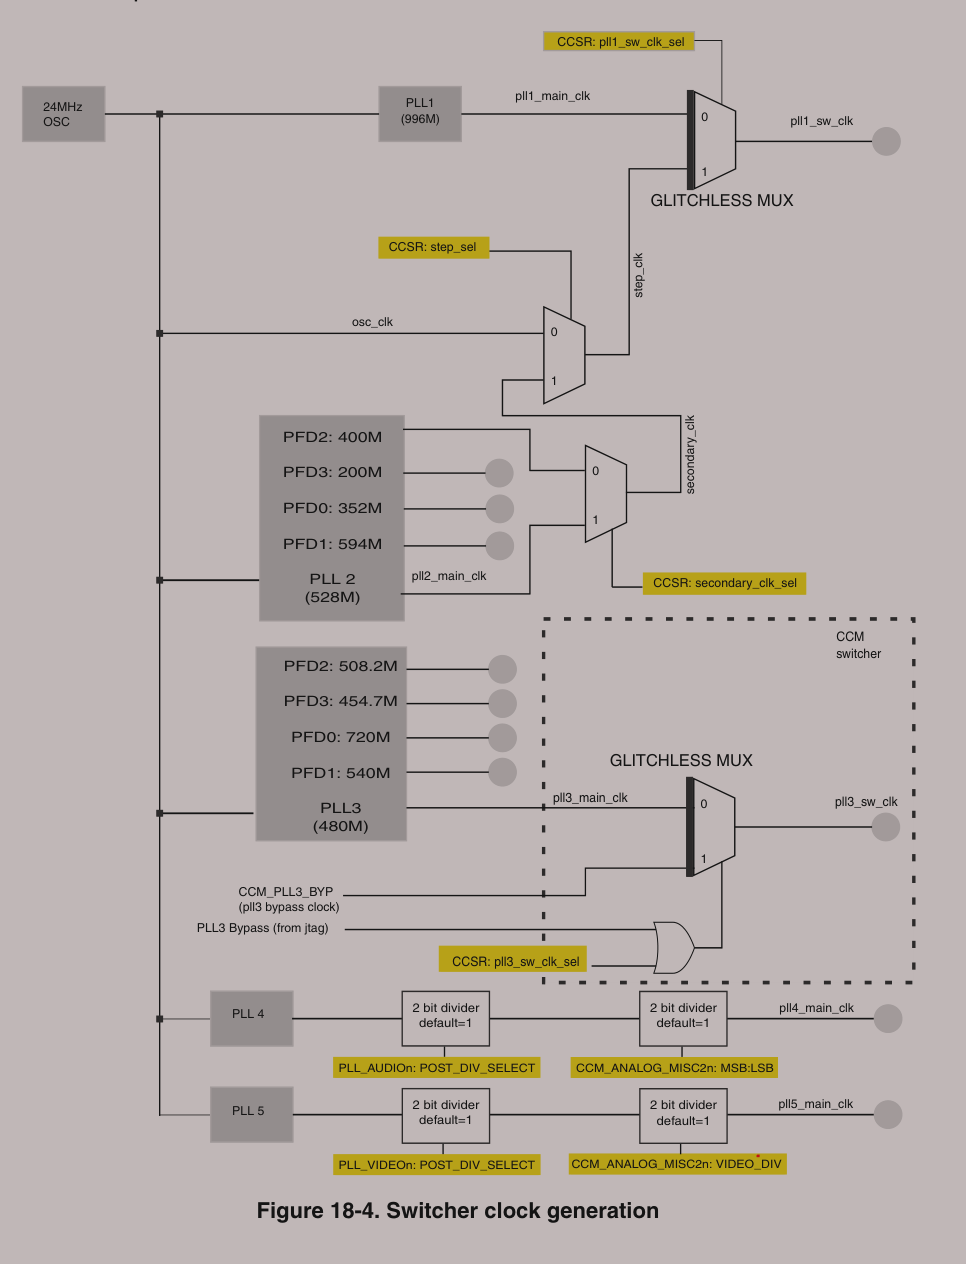 CCSR: pll1_sw_clk_sel
24MHz
OSC
PLL1
(996M)
pll1_main_clk
0
1
pll1_sw_clk
GLITCHLESS MUX
CCSR: step_sel
step_clk
osc_clk
0
1
PFD2: 400M
PFD3: 200M
PFD0: 352M
PFD1: 594M
PLL 2
(528M)
pll2_main_clk
0
1
secondary_clk
CCSR: secondary_clk_sel
CCM
switcher
PFD2: 508.2M
PFD3: 454.7M
PFD0: 720M
PFD1: 540M
PLL3
(480M)
GLITCHLESS MUX
pll3_main_clk
0
1
pll3_sw_clk
CCM_PLL3_BYP
(pll3 bypass clock)
PLL3 Bypass (from jtag)
CCSR: pll3_sw_clk_sel
PLL 4
2 bit divider
default=1
2 bit divider
default=1
pll4_main_clk
PLL_AUDIOn: POST_DIV_SELECT
CCM_ANALOG_MISC2n: MSB:LSB
PLL 5
2 bit divider
default=1
2 bit divider
default=1
pll5_main_clk
PLL_VIDEOn: POST_DIV_SELECT
CCM_ANALOG_MISC2n: VIDEO_DIV
Figure 18-4. Switcher clock generation